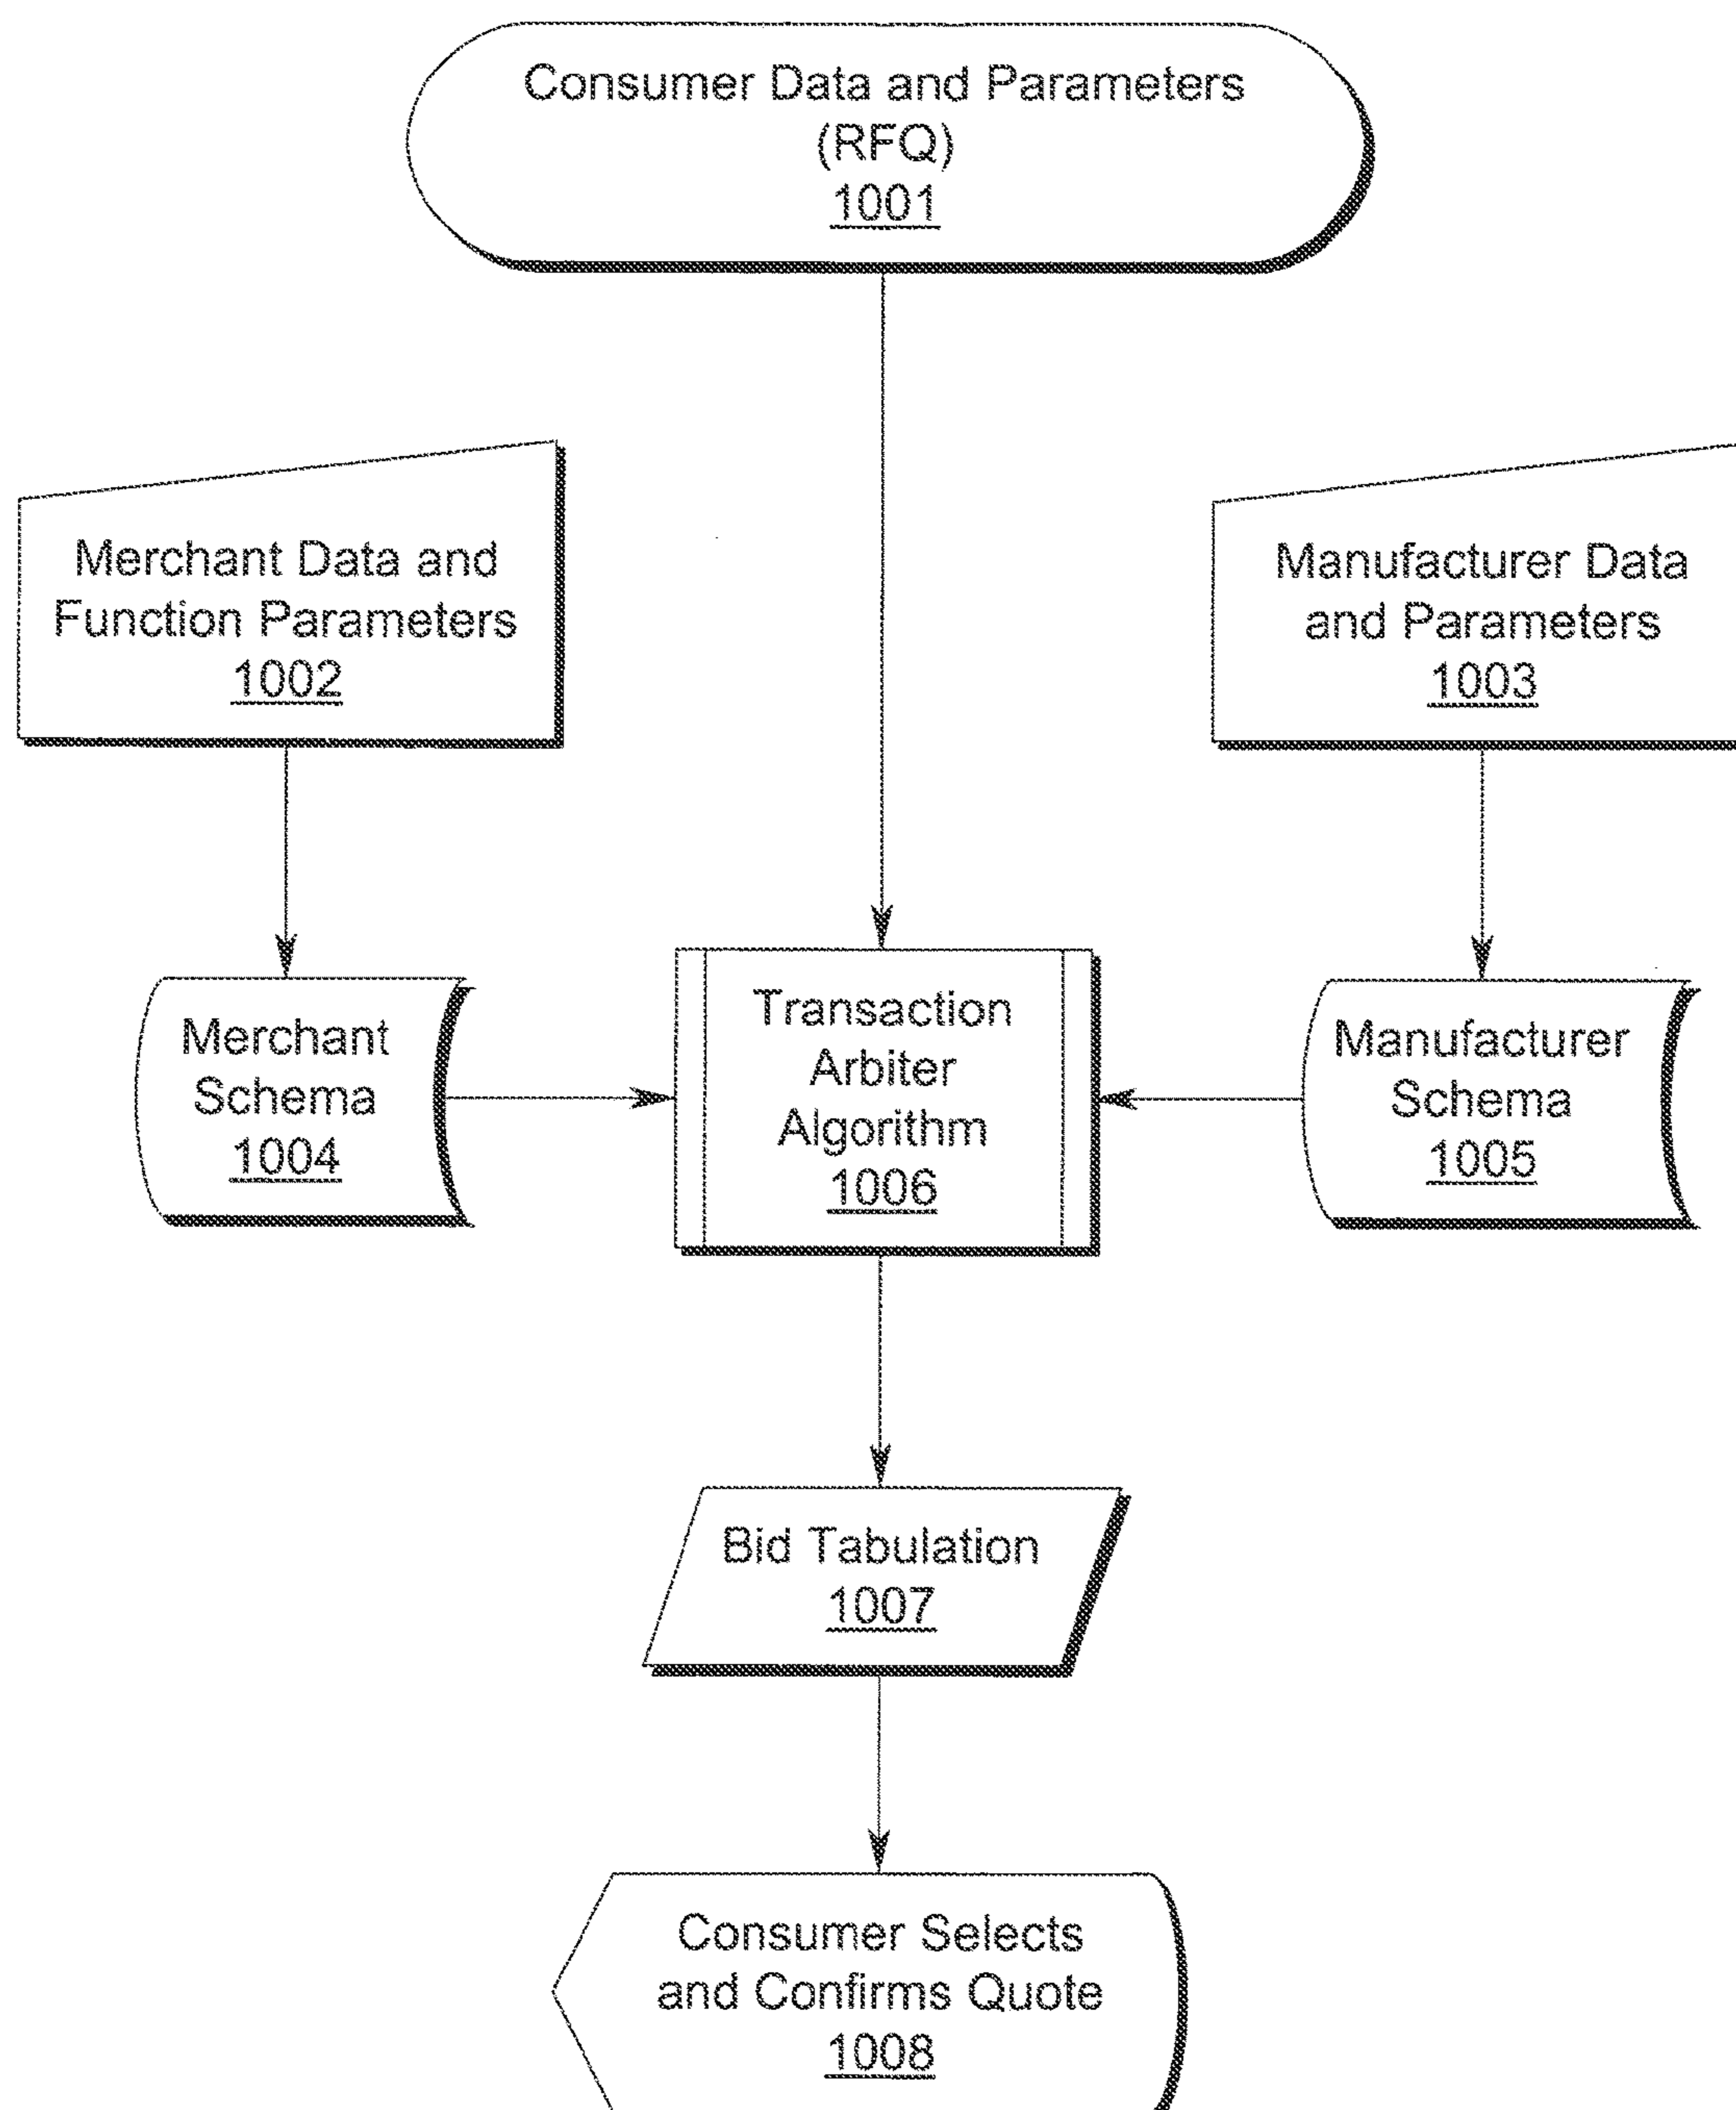 Consumer Data and Parameters
(RFQ)
1001
Merchant Data and
Function Parameters
1002
Manufacturer Data
and Parameters
1003
Merchant
Schema
1004
Transaction
Arbiter
Algorithm
1006
Manufacturer
Schema
1005
Bid Tabulation
1007
Consumer Selects
and Confirms Quote
1008